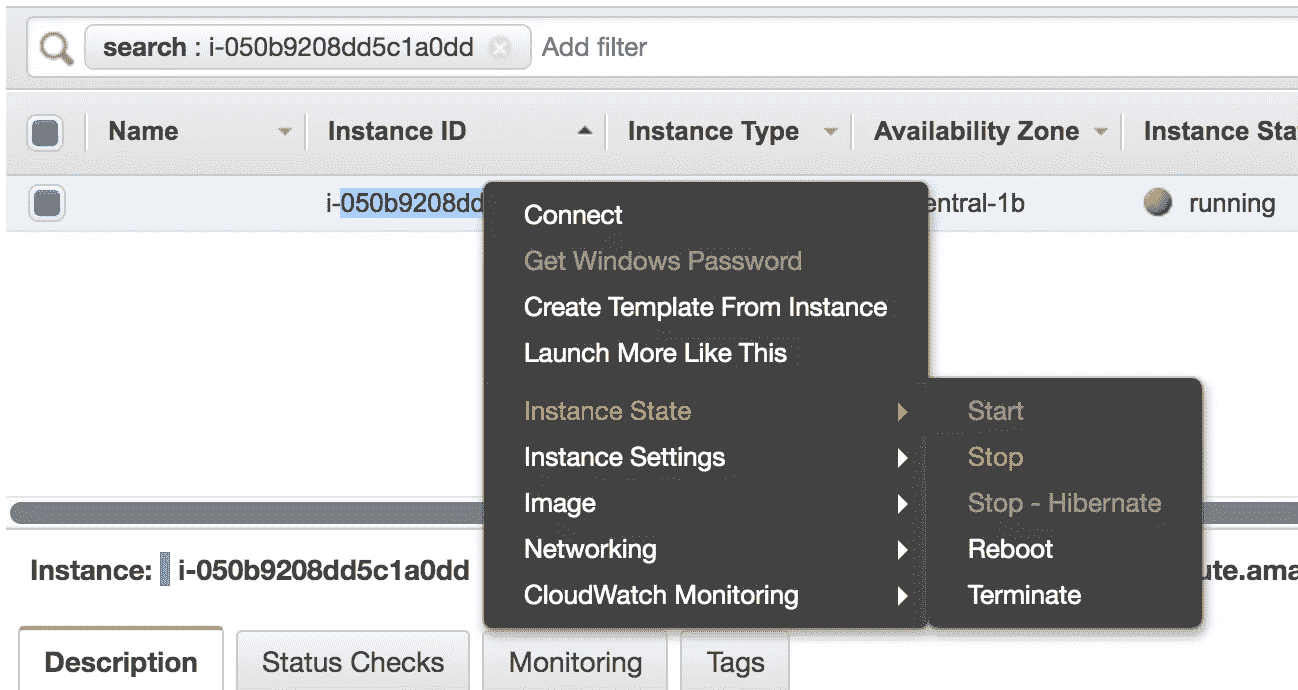 search : i-050b9208dd5c1a0dd Add filter
Name Instance ID Instance Type Availability Zone Instance Sta
i-050b9208dd entral-1b running
Connect
Get Windows Password
Create Template From Instance
Launch More Like This
Instance State Start
Instance Settings Stop
Image Stop - Hibernate
Networking Reboot
CloudWatch Monitoring Terminate
Instance: i-050b9208dd5c1a0dd ute.ama
Description Status Checks Monitoring Tags